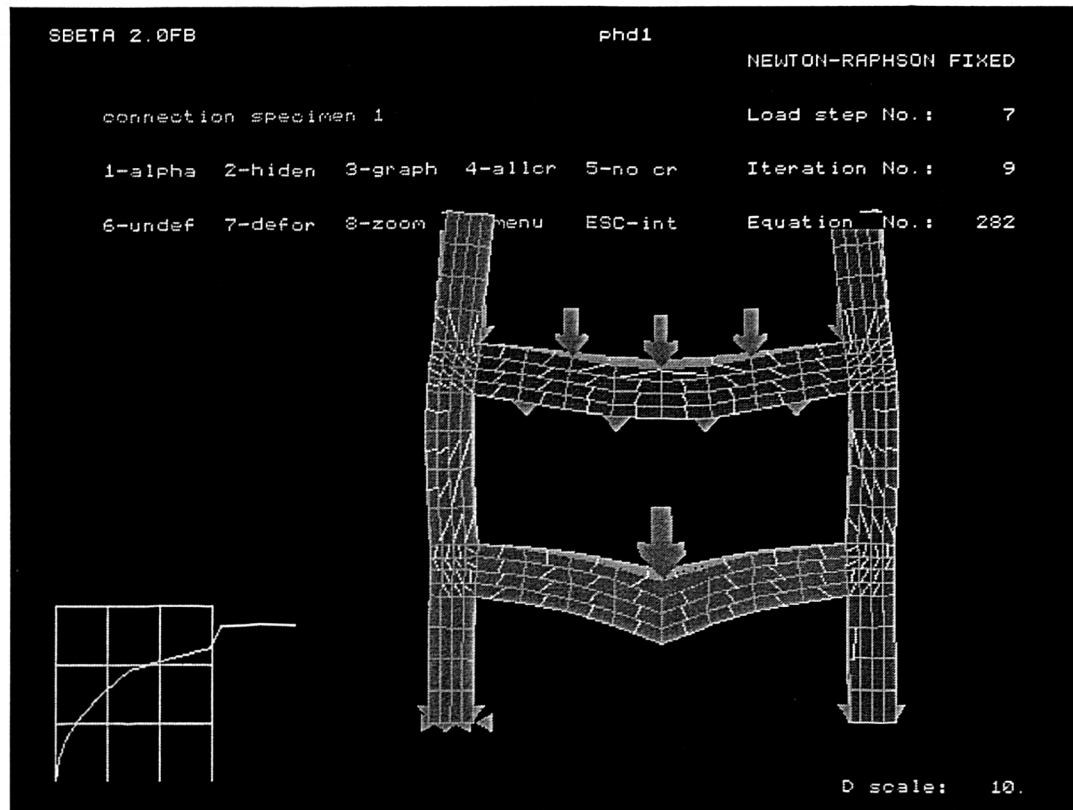 SBETA 2.0FB phd1
NEWTON-RAPHSON FIXED
connection specimen 1 Load step No.: 7
1-alpha 2-hiden 3-graph 4-allcr 5-no cr Iteration No.: 9
6-undef 7-defor 8-zoom menu ESC-int Equation No.: 282
D scale: 10.